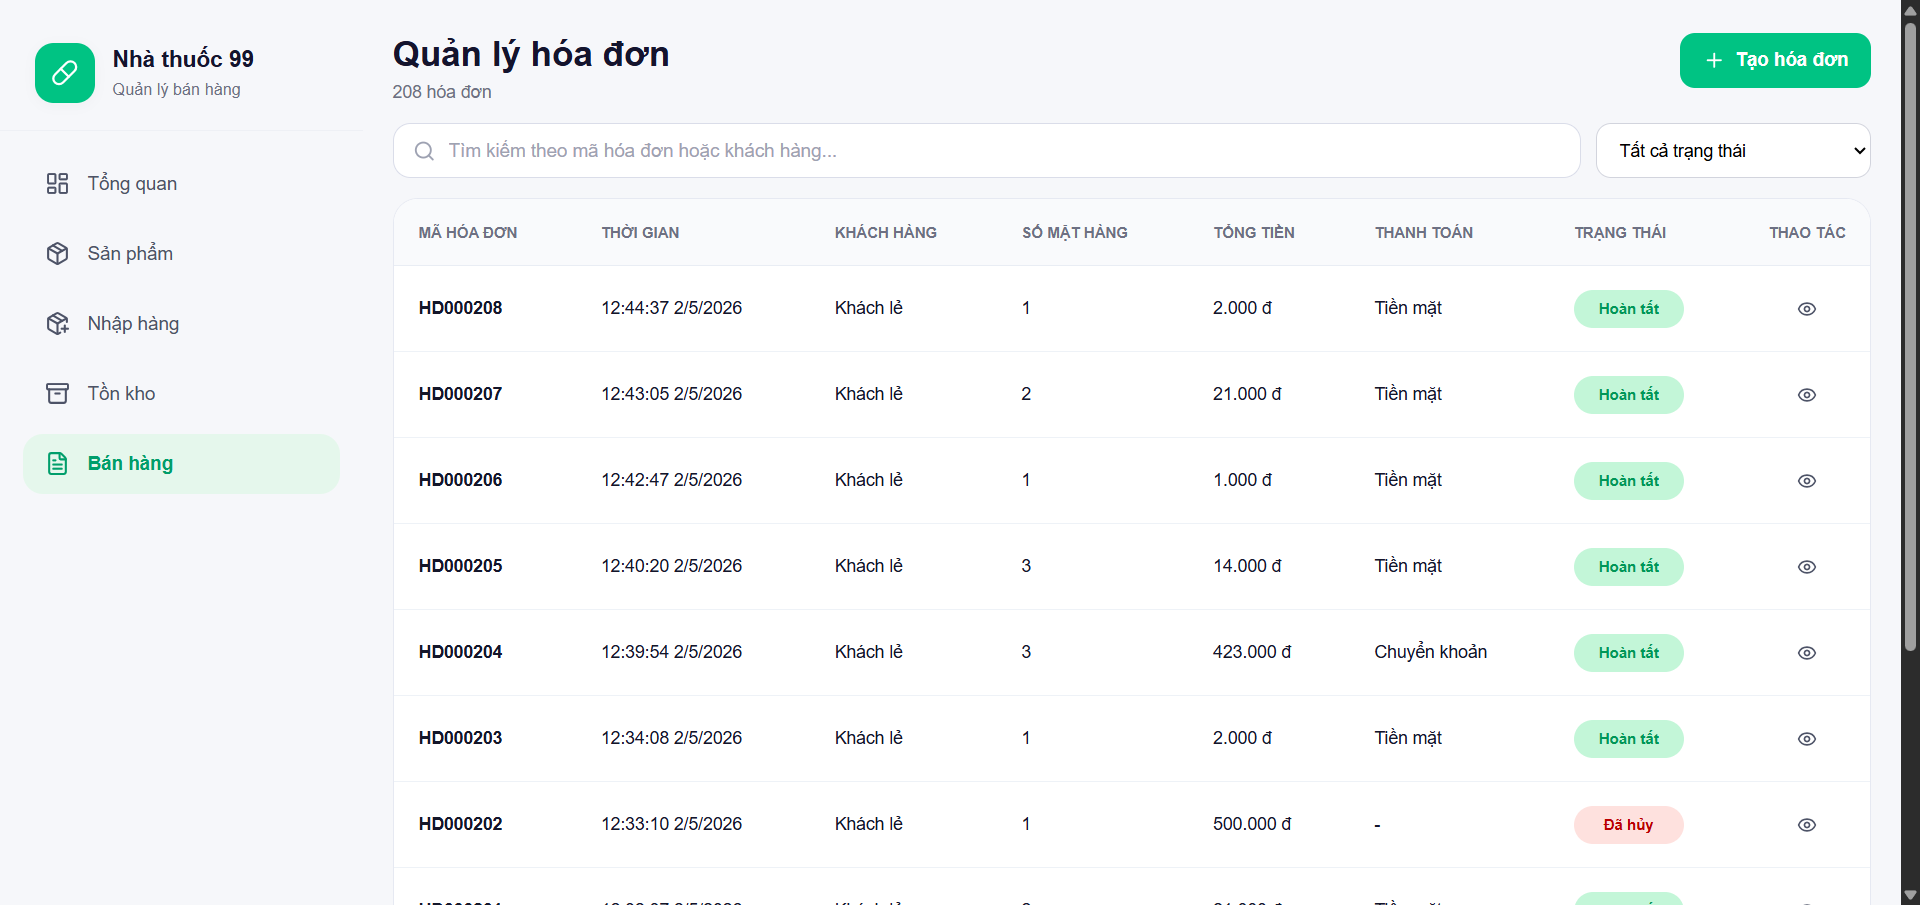 Nhà thuốc 99
Quản lý bán hàng
Tổng quan
Sản phẩm
Nhập hàng
Tồn kho
Bán hàng
Quản lý hóa đơn
208 hóa đơn
Tạo hóa đơn
Tìm kiếm theo mã hóa đơn hoặc khách hàng...
Tất cả trạng thái
MÃ HÓA ĐƠN THỜI GIAN KHÁCH HÀNG SỐ MẶT HÀNG TỔNG TIỀN THANH TOÁN TRẠNG THÁI THAO TÁC
HD000208 12:44:37 2/5/2026 Khách lẻ 1 2.000 đ Tiền mặt Hoàn tất
HD000207 12:43:05 2/5/2026 Khách lẻ 2 21.000 đ Tiền mặt Hoàn tất
HD000206 12:42:47 2/5/2026 Khách lẻ 1 1.000 đ Tiền mặt Hoàn tất
HD000205 12:40:20 2/5/2026 Khách lẻ 3 14.000 đ Tiền mặt Hoàn tất
HD000204 12:39:54 2/5/2026 Khách lẻ 3 423.000 đ Chuyển khoản Hoàn tất
HD000203 12:34:08 2/5/2026 Khách lẻ 1 2.000 đ Tiền mặt Hoàn tất
HD000202 12:33:10 2/5/2026 Khách lẻ 1 500.000 đ - Đã hủy